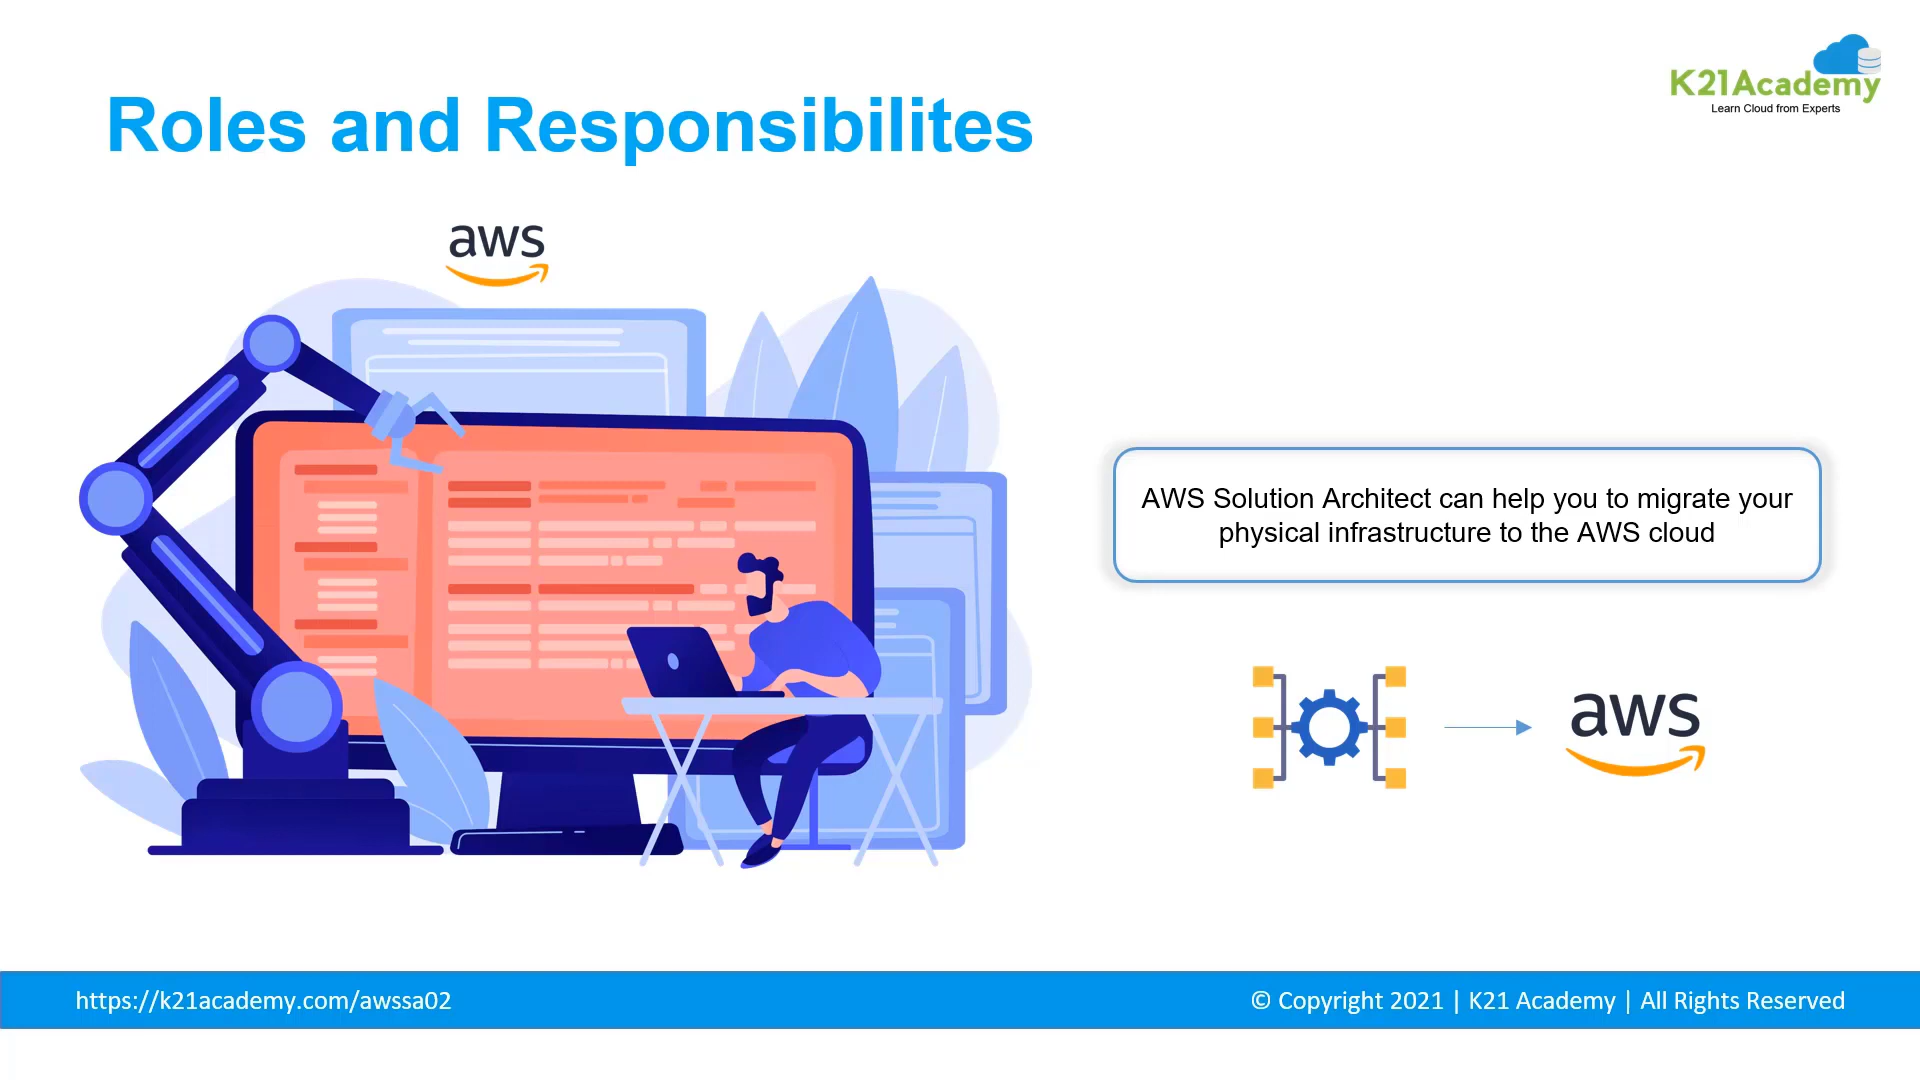 K21Academy
Learn Cloud from Experts
Roles and Responsibilites
aws
AWS Solution Architect can help you to migrate your
physical infrastructure to the AWS cloud
aws
https://k21academy.com/awssa02
© Copyright 2021 | K21 Academy | All Rights Reserved